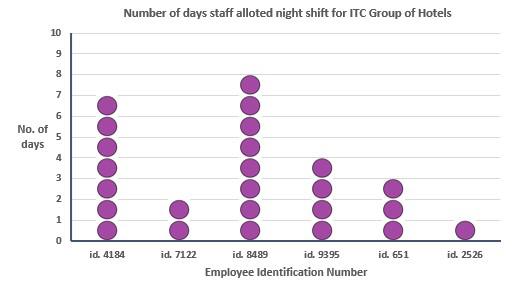 Number of days staff alloted night shift for ITC Group of Hotels
10
9
8
7
6
5
4
3
2
1
0
No. of
days
id. 4184 id. 7122 id. 8489 id. 9395 id. 651 id. 2526
Employee Identification Number